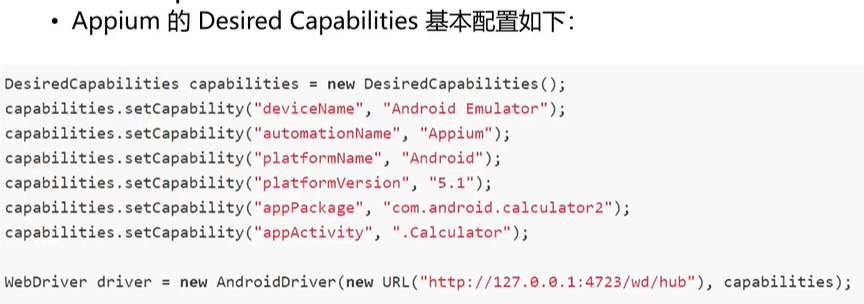 • Appium 的 Desired Capabilities 基本配置如下：
DesiredCapabilities capabilities = new DesiredCapabilities();
capabilities.setCapability("deviceName", "Android Emulator");
capabilities.setCapability("automationName", "Appium");
capabilities.setCapability("platformName", "Android");
capabilities.setCapability("platformVersion", "5.1");
capabilities.setCapability("appPackage", "com.android.calculator2");
capabilities.setCapability("appActivity", ".Calculator");
WebDriver driver = new AndroidDriver(new URL("http://127.0.0.1:4723/wd/hub"), capabilities);